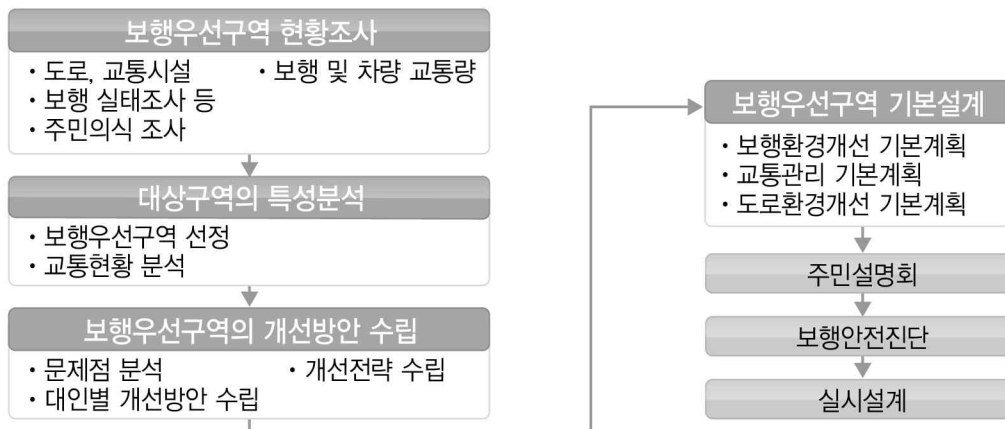 보행우선구역 현황조사
· 도로, 교통시설 · 보행 및 차량 교통량
· 보행 실태조사 등
· 주민의식 조사
대상구역의 특성분석
· 보행우선구역 선정
· 교통현황 분석
보행우선구역의 개선방안 수립
· 문제점 분석 · 개선전략 수립
· 대인별 개선방안 수립
보행우선구역 기본설계
· 보행환경개선 기본계획
· 교통관리 기본계획
· 도로환경개선 기본계획
주민설명회
보행안전진단
실시설계